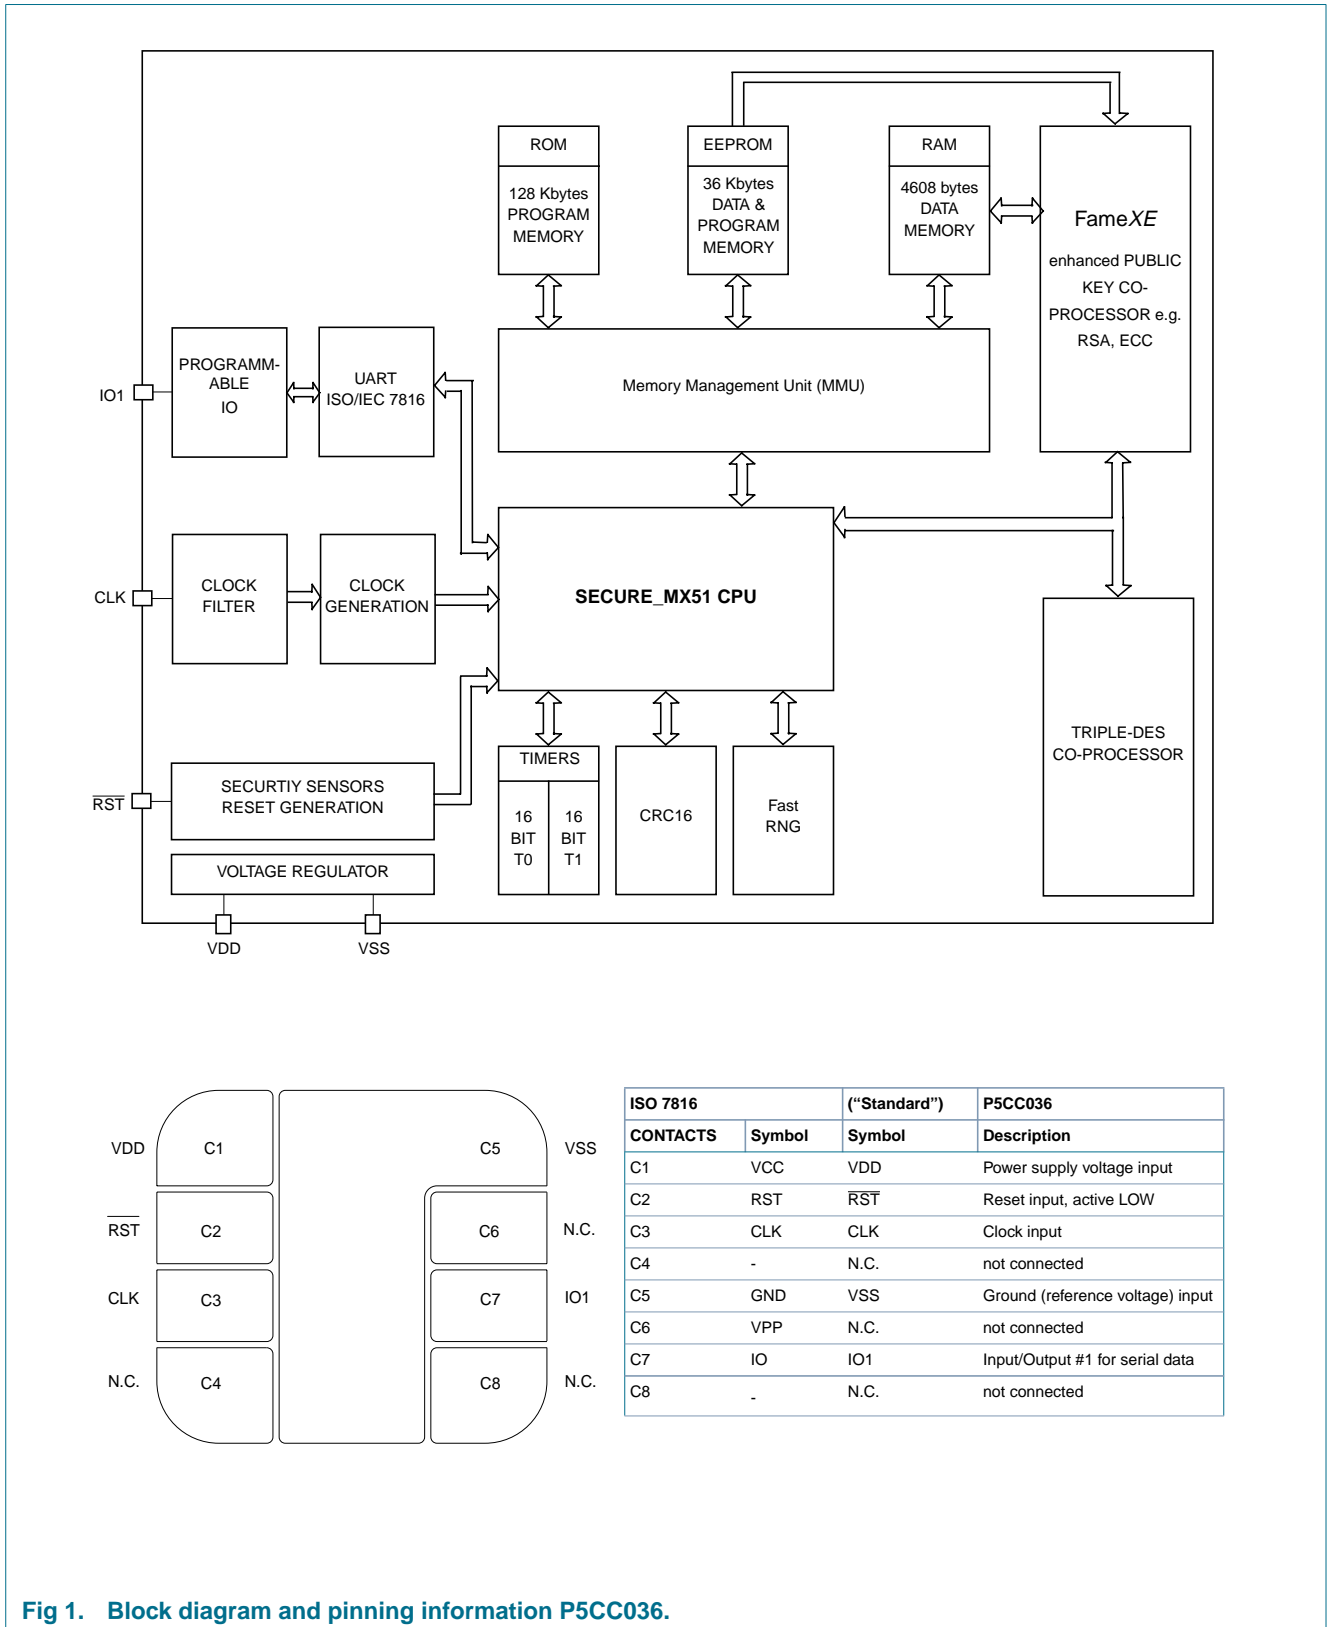 ROM
128 Kbytes
PROGRAM
MEMORY
EEPROM
36 Kbytes
DATA &
PROGRAM
MEMORY
RAM
4608 bytes
DATA
MEMORY
FameXE
enhanced PUBLIC
KEY CO-
PROCESSOR e.g.
RSA, ECC
IO1
PROGRAMM-
ABLE
IO
UART
ISO/IEC 7816
Memory Management Unit (MMU)
CLK
CLOCK
FILTER
CLOCK
GENERATION
SECURE_MX51 CPU
TRIPLE-DES
CO-PROCESSOR
RST
SECURTIY SENSORS
RESET GENERATION
TIMERS
16
BIT
T0
16
BIT
T1
CRC16
Fast
RNG
VOLTAGE REGULATOR
VDD
VSS
VDD C1 C5 VSS
RST C2 C6 N.C.
CLK C3 C7 IO1
N.C. C4 C8 N.C.
ISO 7816 (“Standard”) P5CC036
CONTACTS Symbol Symbol Description
C1 VCC VDD Power supply voltage input
C2 RST RST Reset input, active LOW
C3 CLK CLK Clock input
C4 - N.C. not connected
C5 GND VSS Ground (reference voltage) input
C6 VPP N.C. not connected
C7 IO IO1 Input/Output #1 for serial data
C8 - N.C. not connected
Fig 1. Block diagram and pinning information P5CC036.